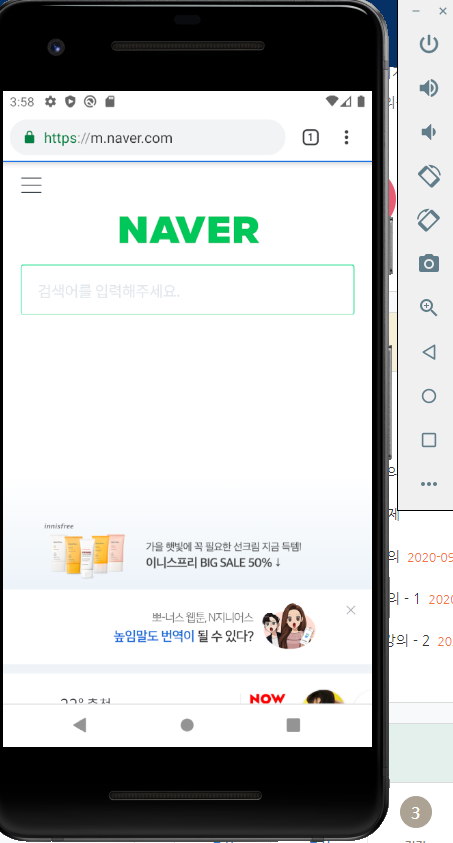 3:58
https://m.naver.com
1
NAVER
검색어를 입력해주세요.
innisfree
가을 햇빛에 꼭 필요한 선크림 지금 득템!
이니스프리 BIG SALE 50% ↓
뽀-너스 웹툰, N지니어스
높임말도 번역이 될 수 있다?
NOW
의
제
의 2020-09
의 - 1 2020
강의 - 2 20
3